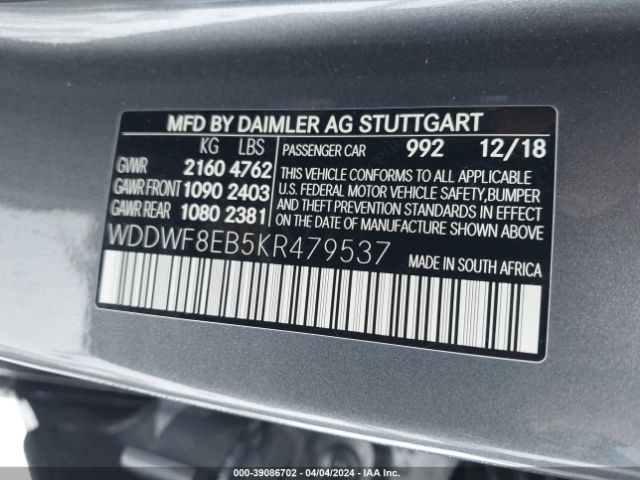 MFD BY DAIMLER AG STUTTGART
KG LBS
GVWR 2160 4762
GAWR FRONT 1090 2403
GAWR REAR 1080 2381
PASSENGER CAR 992 12/18
THIS VEHICLE CONFORMS TO ALL APPLICABLE
U.S. FEDERAL MOTOR VEHICLE SAFETY,BUMPER
AND THEFT PREVENTION STANDARDS IN EFFECT
ON THE DATE OF MANUFACTURE SHOWN ABOVE.
WDDWF8EB5KR479537
MADE IN SOUTH AFRICA
000-39086702 - 04/04/2024 - IAA Inc.